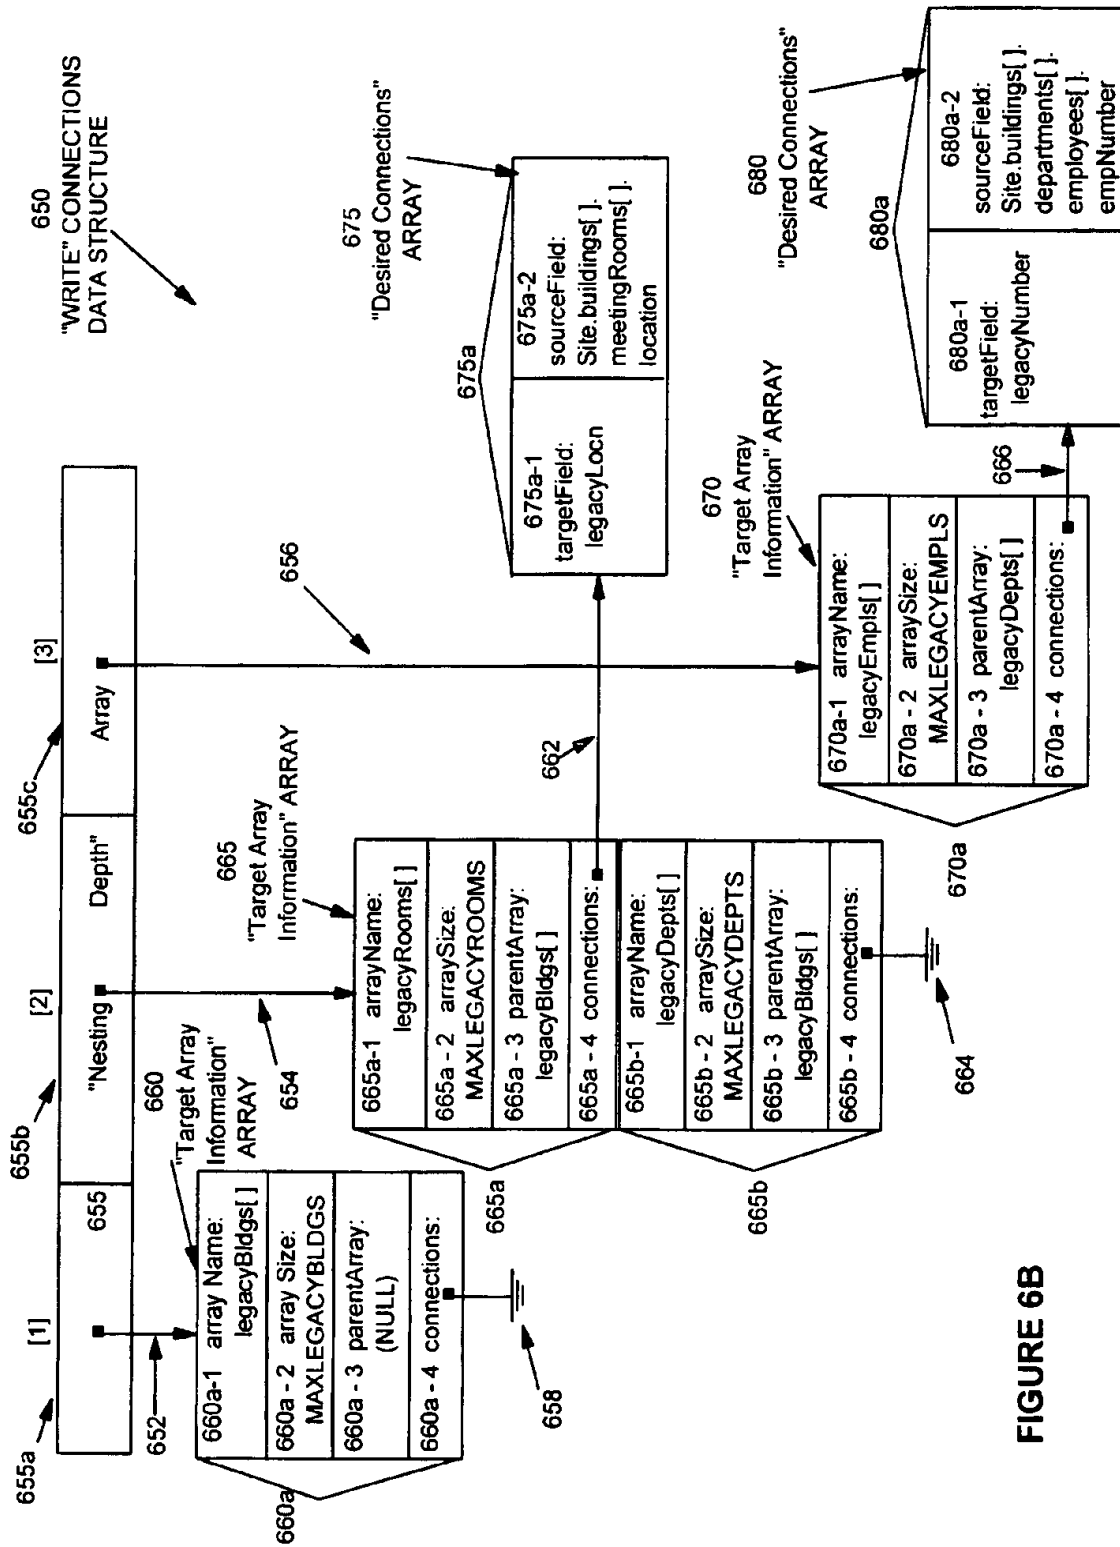 650
"WRITE" CONNECTIONS
DATA STRUCTURE
655a
655b
655c
[1]
[2]
[3]
655
"Nesting
Depth"
Array
652
654
656
660
"Target Array
Information"
ARRAY
660a-1 array Name:
legacyBldgs[ ]
660a - 2 array Size:
MAXLEGACYBLDGS
660a - 3 parentArray:
(NULL)
660a - 4 connections:
660a
658
665
"Target Array
Information" ARRAY
665a-1 arrayName:
legacyRooms[ ]
665a - 2 arraySize:
MAXLEGACYROOMS
665a - 3 parentArray:
legacyBldgs[ ]
665a - 4 connections:
665b-1 arrayName:
legacyDepts[ ]
665b - 2 arraySize:
MAXLEGACYDEPTS
665b - 3 parentArray:
legacyBldgs[ ]
665b - 4 connections:
665a
665b
664
662
675
"Desired Connections"
ARRAY
675a
675a-1
targetField:
legacyLocn
675a-2
sourceField:
Site.buildings[ ].
meetingRooms[ ].
location
670
"Target Array
Information" ARRAY
670a-1 arrayName:
legacyEmpls[ ]
670a - 2 arraySize:
MAXLEGACYEMPLS
670a - 3 parentArray:
legacyDepts[ ]
670a - 4 connections:
670a
666
680
"Desired Connections"
ARRAY
680a
680a-1
targetField:
legacyNumber
680a-2
sourceField:
Site.buildings[ ].
departments[ ].
employees[ ].
empNumber
FIGURE 6B